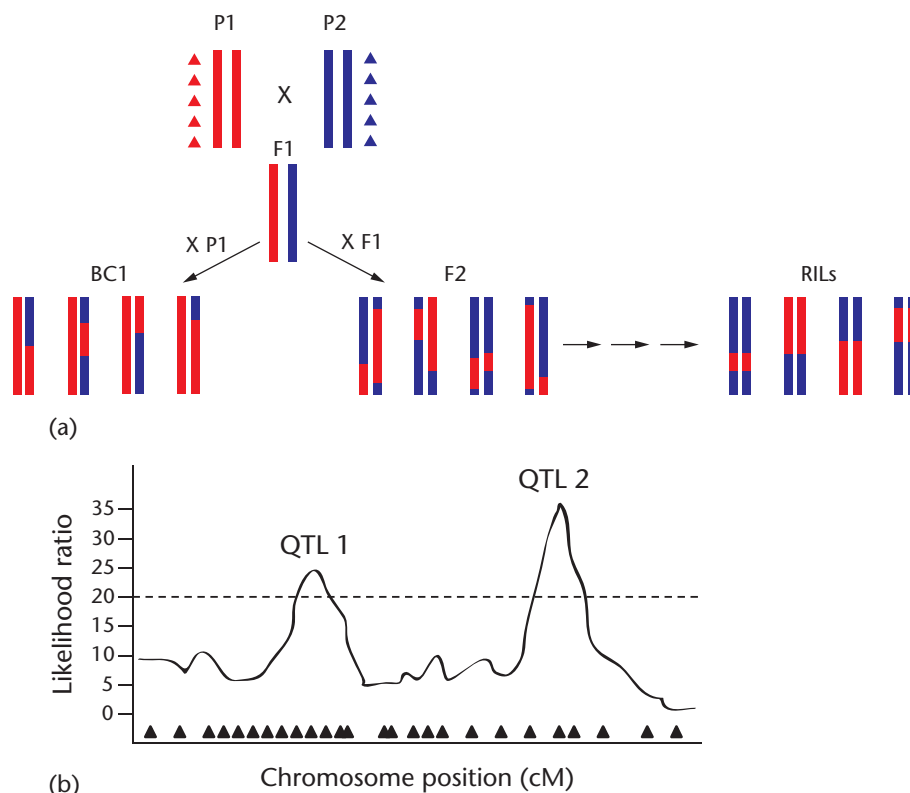 P1 P2
X
F1
X P1 X F1
BC1 F2 RILs
(a)
Likelihood ratio
35
30
25
20
15
10
5
0
QTL 1
QTL 2
Chromosome position (cM)
(b)